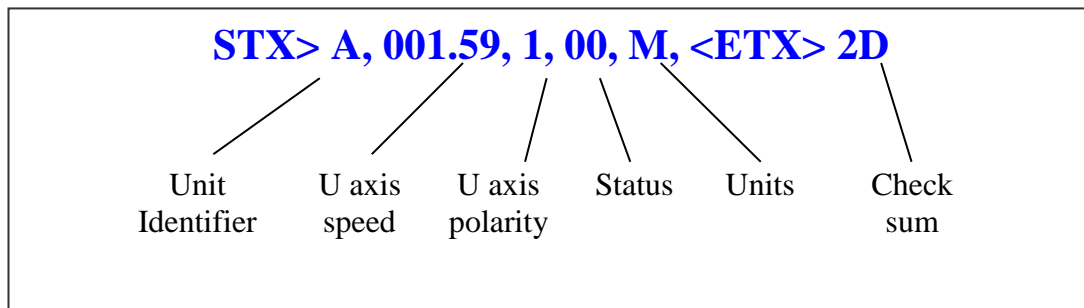 STX> A, 001.59, 1, 00, M, <ETX> 2D
Unit U axis U axis Status Units Check
Identifier speed polarity sum